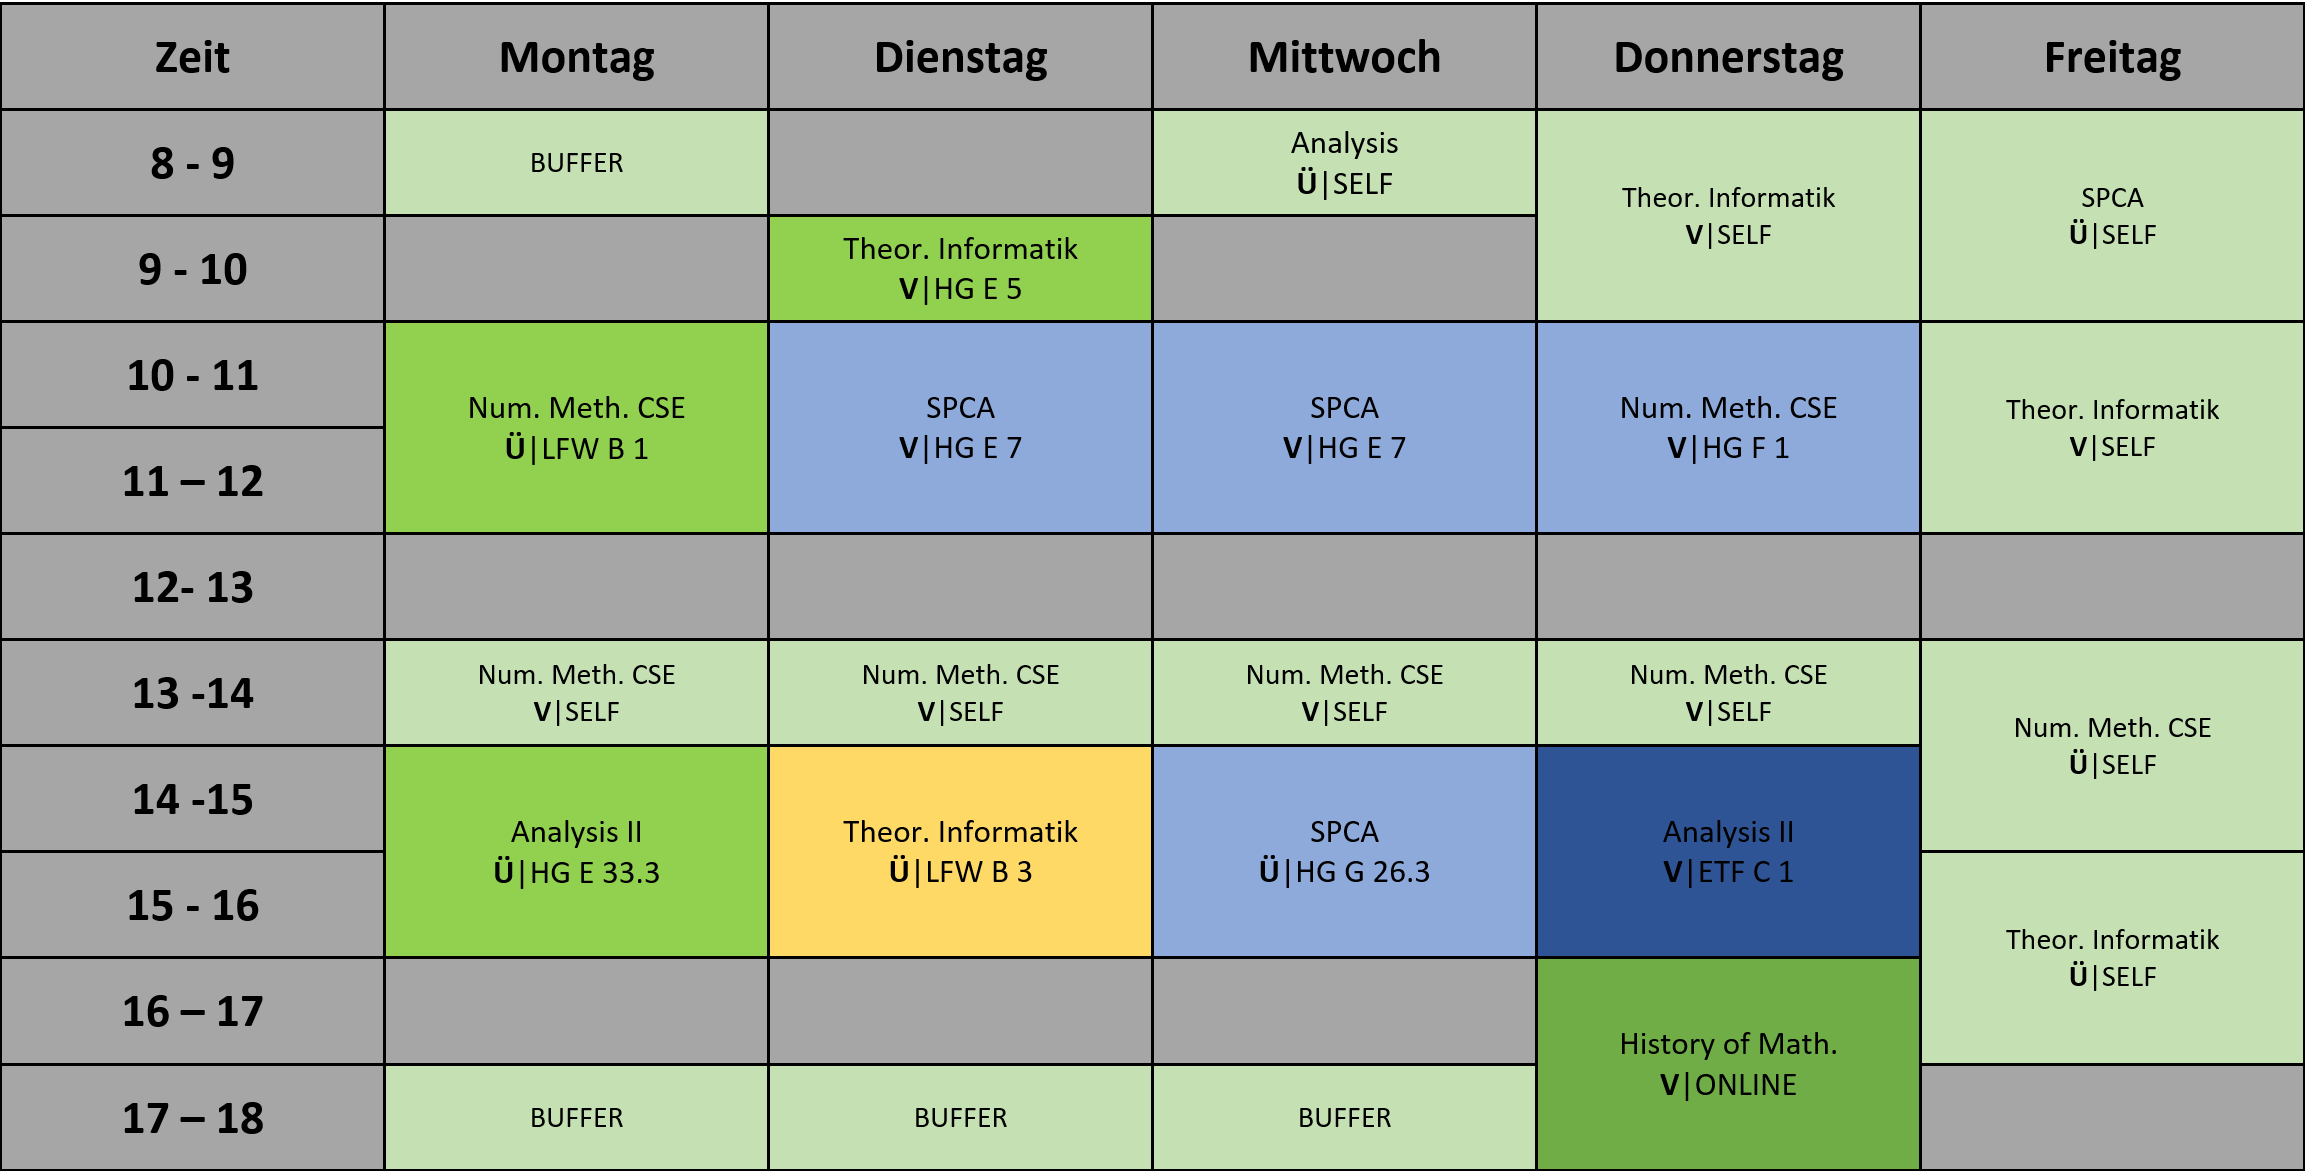 Zeit
Montag
Dienstag
Mittwoch
Donnerstag
Freitag
8 - 9
BUFFER
Analysis
Ü|SELF
Theor. Informatik
V|SELF
SPCA
Ü|SELF
9 - 10
Theor. Informatik
V|HG E 5
10 - 11
Num. Meth. CSE
Ü|LFW B 1
SPCA
V|HG E 7
SPCA
V|HG E 7
Num. Meth. CSE
V|HG F 1
Theor. Informatik
V|SELF
11 – 12
12- 13
13 -14
Num. Meth. CSE
V|SELF
Num. Meth. CSE
V|SELF
Num. Meth. CSE
V|SELF
Num. Meth. CSE
V|SELF
Num. Meth. CSE
Ü|SELF
14 -15
Analysis II
Ü|HG E 33.3
Theor. Informatik
Ü|LFW B 3
SPCA
Ü|HG G 26.3
Analysis II
V|ETF C 1
15 - 16
Theor. Informatik
Ü|SELF
16 – 17
History of Math.
V|ONLINE
17 – 18
BUFFER
BUFFER
BUFFER